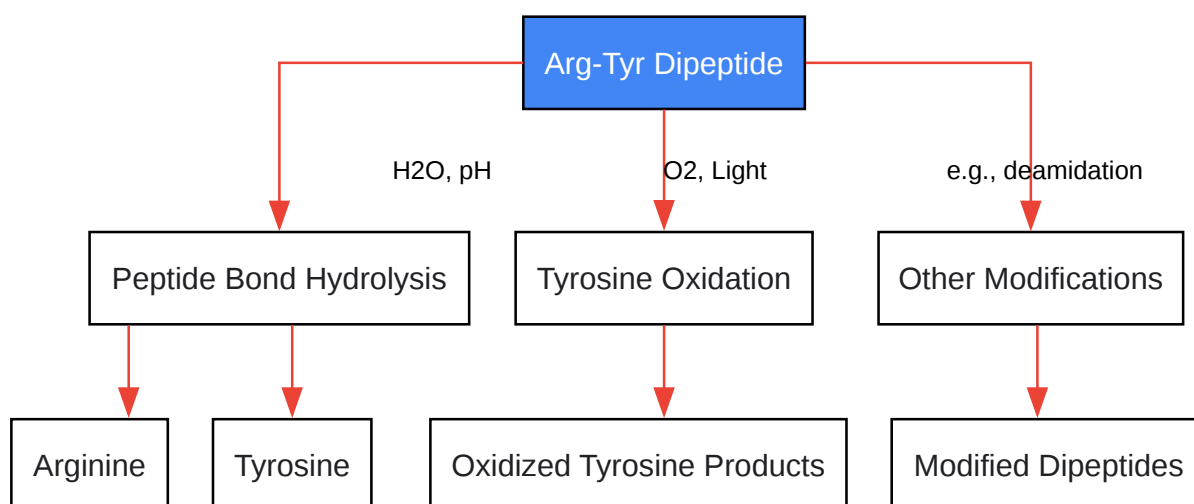 Arg-Tyr Dipeptide
H2O, pH
O2, Light
e.g., deamidation
Peptide Bond Hydrolysis
Tyrosine Oxidation
Other Modifications
Arginine
Tyrosine
Oxidized Tyrosine Products
Modified Dipeptides